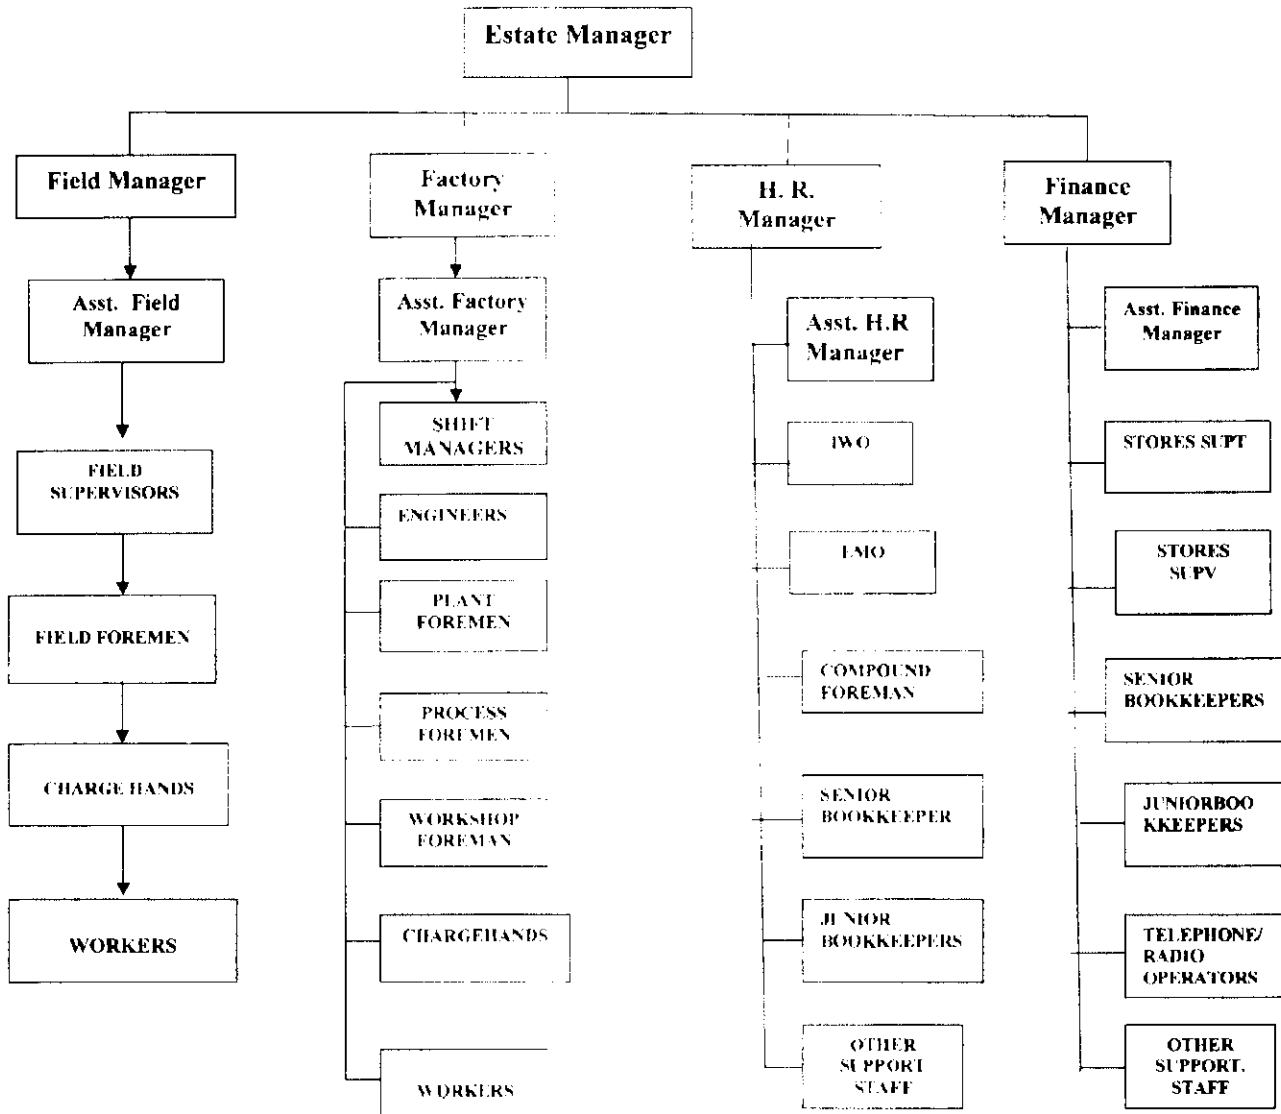 Estate Manager
Field Manager
Factory
Manager
H. R.
Manager
Finance
Manager
Asst. Field
Manager
Asst. Factory
Manager
Asst. H.R
Manager
Asst. Finance
Manager
FIELD
SUPERVISORS
SHIFT
MANAGERS
IWO
STORES SUPT
ENGINEERS
EMO
STORES
SUPV
FIELD FOREMEN
PLANT
FOREMEN
COMPOUND
FOREMAN
SENIOR
BOOKKEEPERS
PROCESS
FOREMEN
CHARGE HANDS
WORKSHOP
FOREMAN
SENIOR
BOOKKEEPER
JUNIORBOO
KKEEPERS
WORKERS
CHARGEHANDS
JUNIOR
BOOKKEEPERS
TELEPHONE/
RADIO
OPERATORS
WORKERS
OTHER
SUPPORT
STAFF
OTHER
SUPPORT.
STAFF